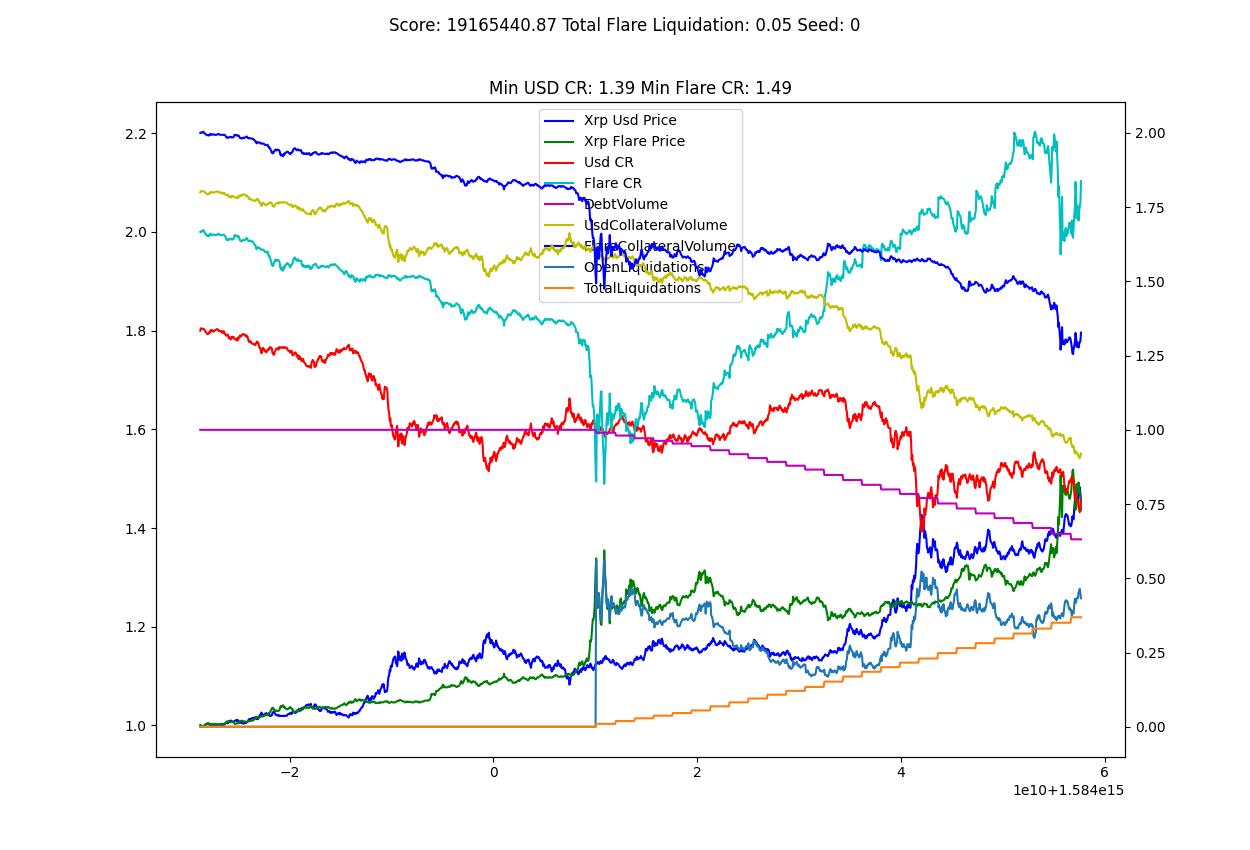 Score: 19165440.87 Total Flare Liquidation: 0.05 Seed: 0
Min USD CR: 1.39 Min Flare CR: 1.49
Xrp Usd Price
Xrp Flare Price
Usd CR
Flare CR
DebtVolume
UsdCollateralVolume
FlareCollateralVolume
OpenLiquidations
TotalLiquidations
2.2
2.0
1.8
1.6
1.4
1.2
1.0
2.00
1.75
1.50
1.25
1.00
0.75
0.50
0.25
0.00
−2 0 2 4 6
1e10+1.584e15